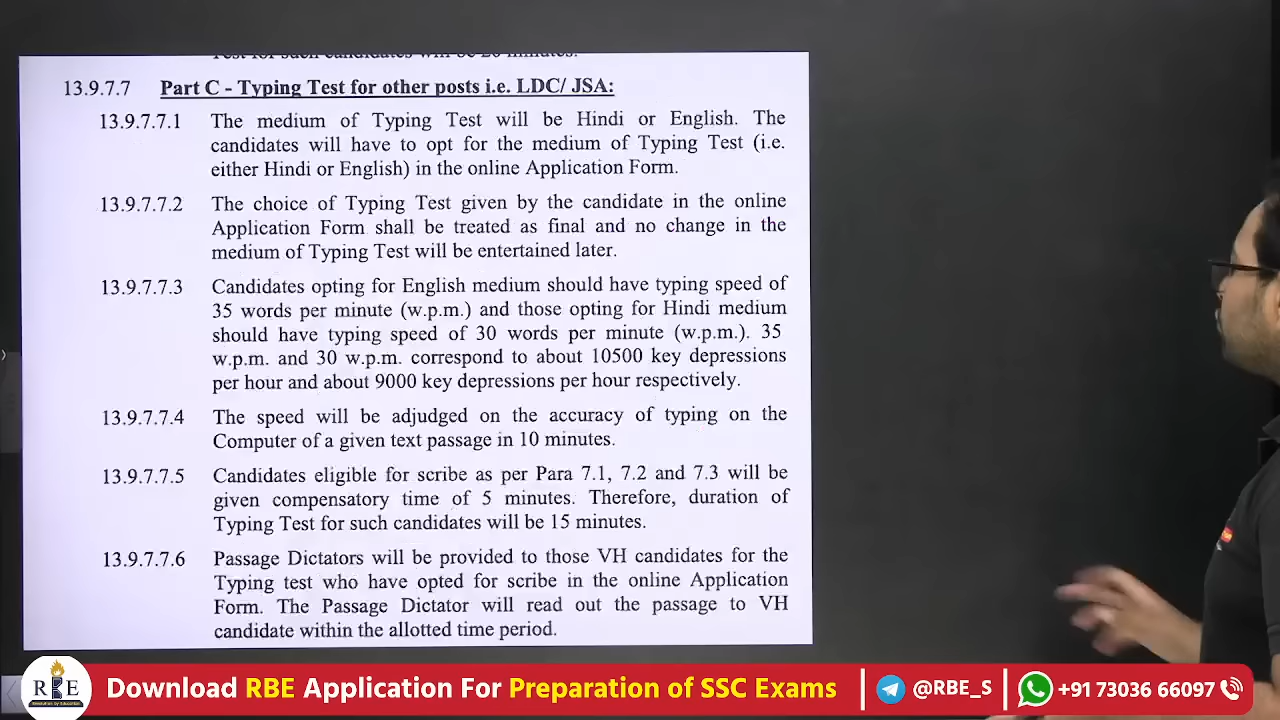 Test for such candidates will be 20 minutes.
13.9.7.7 Part C - Typing Test for other posts i.e. LDC/ JSA:
13.9.7.7.1 The medium of Typing Test will be Hindi or English. The
candidates will have to opt for the medium of Typing Test (i.e.
either Hindi or English) in the online Application Form.
13.9.7.7.2 The choice of Typing Test given by the candidate in the online
Application Form shall be treated as final and no change in the
medium of Typing Test will be entertained later.
13.9.7.7.3 Candidates opting for English medium should have typing speed of
35 words per minute (w.p.m.) and those opting for Hindi medium
should have typing speed of 30 words per minute (w.p.m.). 35
w.p.m. and 30 w.p.m. correspond to about 10500 key depressions
per hour and about 9000 key depressions per hour respectively.
13.9.7.7.4 The speed will be adjudged on the accuracy of typing on the
Computer of a given text passage in 10 minutes.
13.9.7.7.5 Candidates eligible for scribe as per Para 7.1, 7.2 and 7.3 will be
given compensatory time of 5 minutes. Therefore, duration of
Typing Test for such candidates will be 15 minutes.
13.9.7.7.6 Passage Dictators will be provided to those VH candidates for the
Typing test who have opted for scribe in the online Application
Form. The Passage Dictator will read out the passage to VH
candidate within the allotted time period.
RBE
Revolution by Education
Download RBE Application For Preparation of SSC Exams
@RBE_S
+91 73036 66097